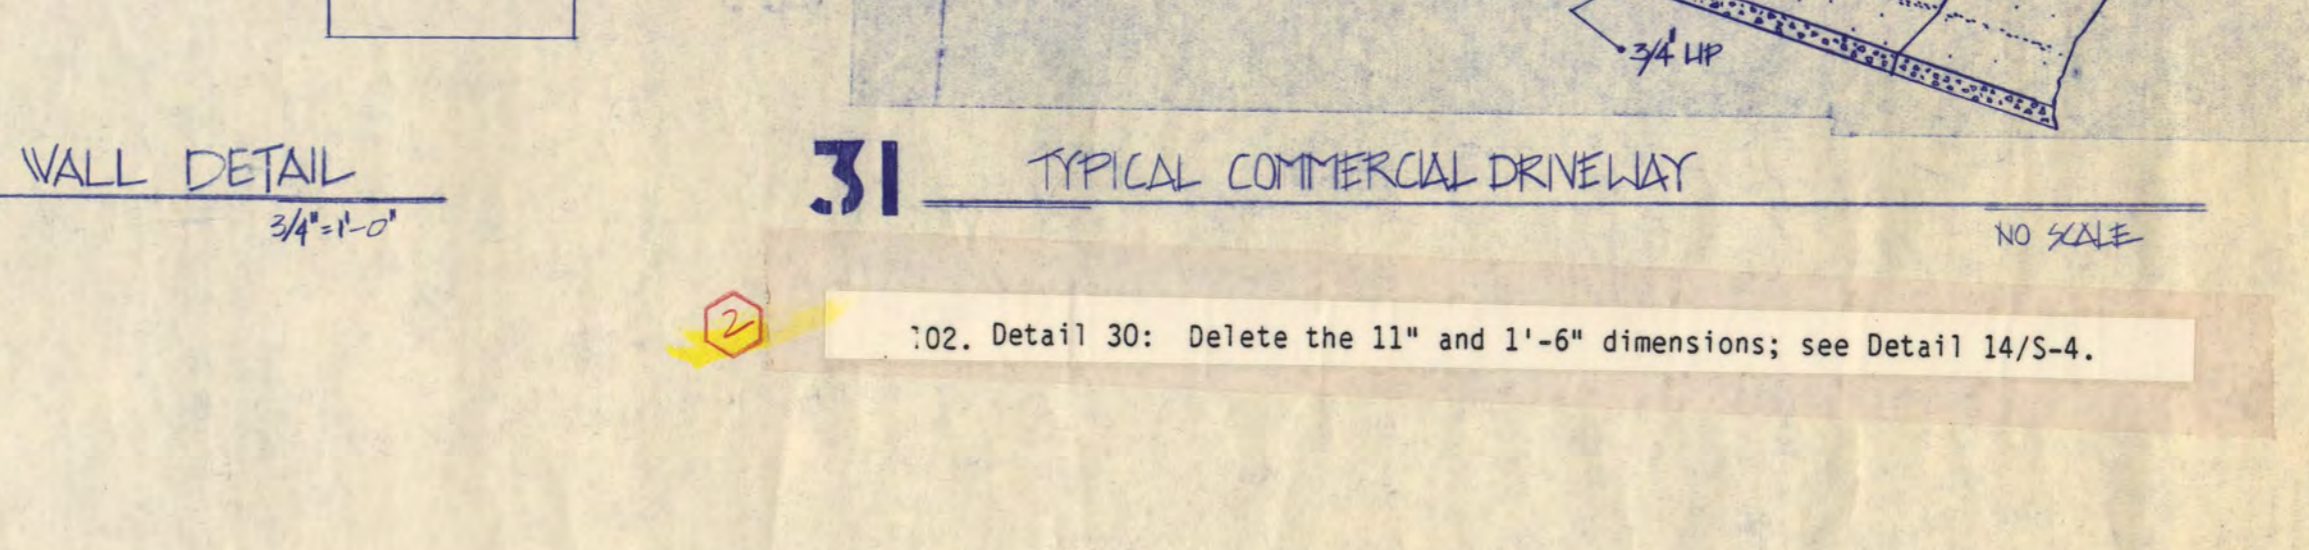 3/4" LIP
WALL DETAIL
3/4"=1'-0"
31
TYPICAL COMMERCIAL DRIVEWAY
NO SCALE
2
02. Detail 30: Delete the 11" and 1'-6" dimensions; see Detail 14/S-4.